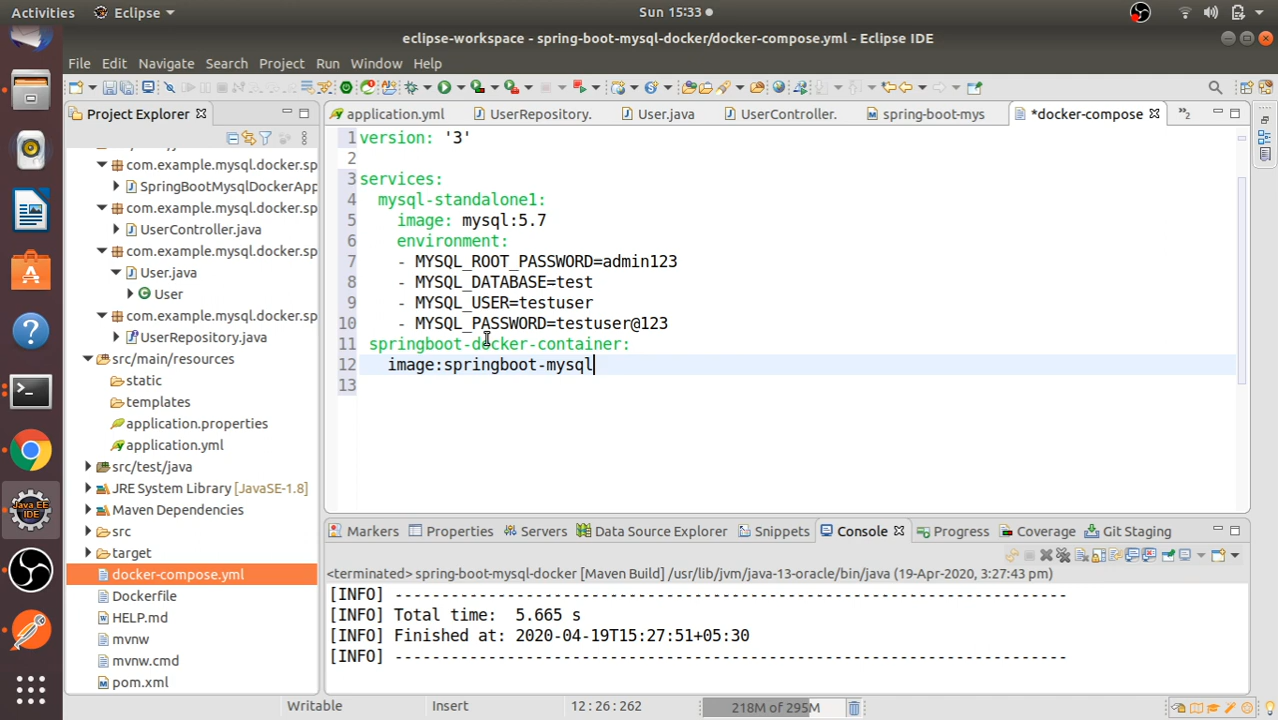 Activities
Eclipse
Sun 15:33
eclipse-workspace - spring-boot-mysql-docker/docker-compose.yml - Eclipse IDE
File Edit Navigate Search Project Run Window Help
Project Explorer
application.yml
UserRepository.
User.java
UserController.
spring-boot-mys
*docker-compose
»2
com.example.mysql.docker.sp
SpringBootMysqlDockerApp
com.example.mysql.docker.sp
UserController.java
com.example.mysql.docker.sp
User.java
User
com.example.mysql.docker.sp
UserRepository.java
src/main/resources
static
templates
application.properties
application.yml
src/test/java
JRE System Library [JavaSE-1.8]
Maven Dependencies
src
target
docker-compose.yml
Dockerfile
HELP.md
mvnw
mvnw.cmd
pom.xml
1 version: '3'
2
3 services:
4 mysql-standalone1:
5 image: mysql:5.7
6 environment:
7 - MYSQL_ROOT_PASSWORD=admin123
8 - MYSQL_DATABASE=test
9 - MYSQL_USER=testuser
10 - MYSQL_PASSWORD=testuser@123
11 springboot-docker-container:
12 image:springboot-mysql
13
Markers Properties Servers Data Source Explorer Snippets Console Progress Coverage Git Staging
<terminated> spring-boot-mysql-docker [Maven Build] /usr/lib/jvm/java-13-oracle/bin/java (19-Apr-2020, 3:27:43 pm)
[INFO] ------------------------------------------------------------------------
[INFO] Total time:  5.665 s
[INFO] Finished at: 2020-04-19T15:27:51+05:30
[INFO] ------------------------------------------------------------------------
Writable
Insert
12:26:262
218M of 295M
Java EE
IDE